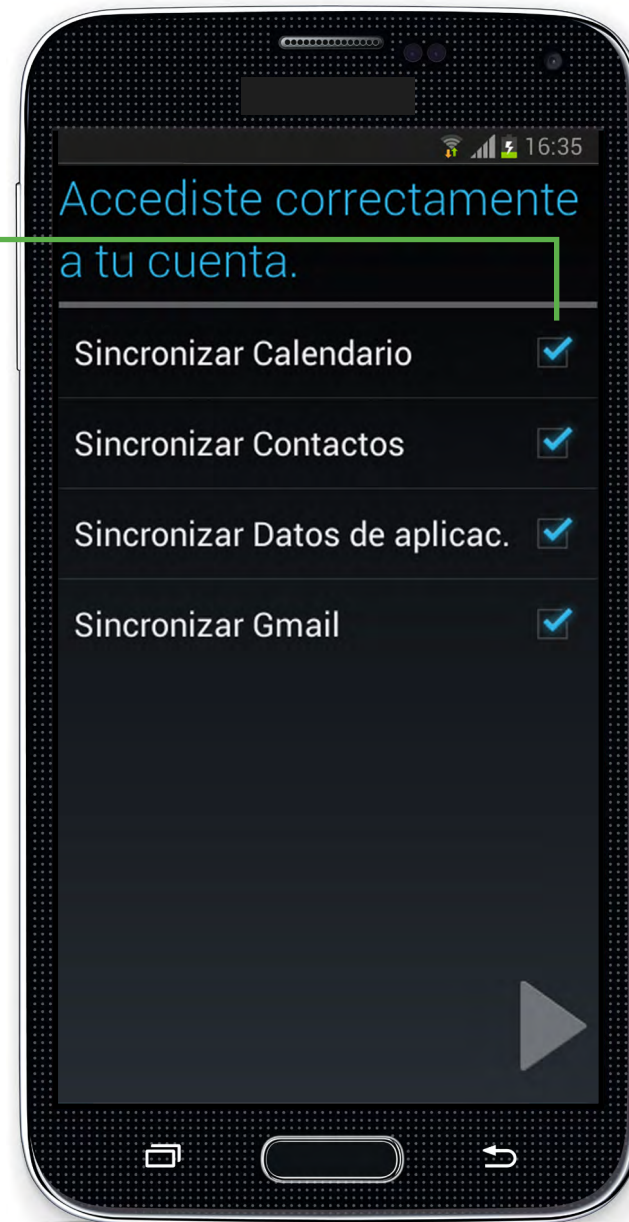 16:35
Accediste correctamente
a tu cuenta.
Sincronizar Calendario
Sincronizar Contactos
Sincronizar Datos de aplicac.
Sincronizar Gmail